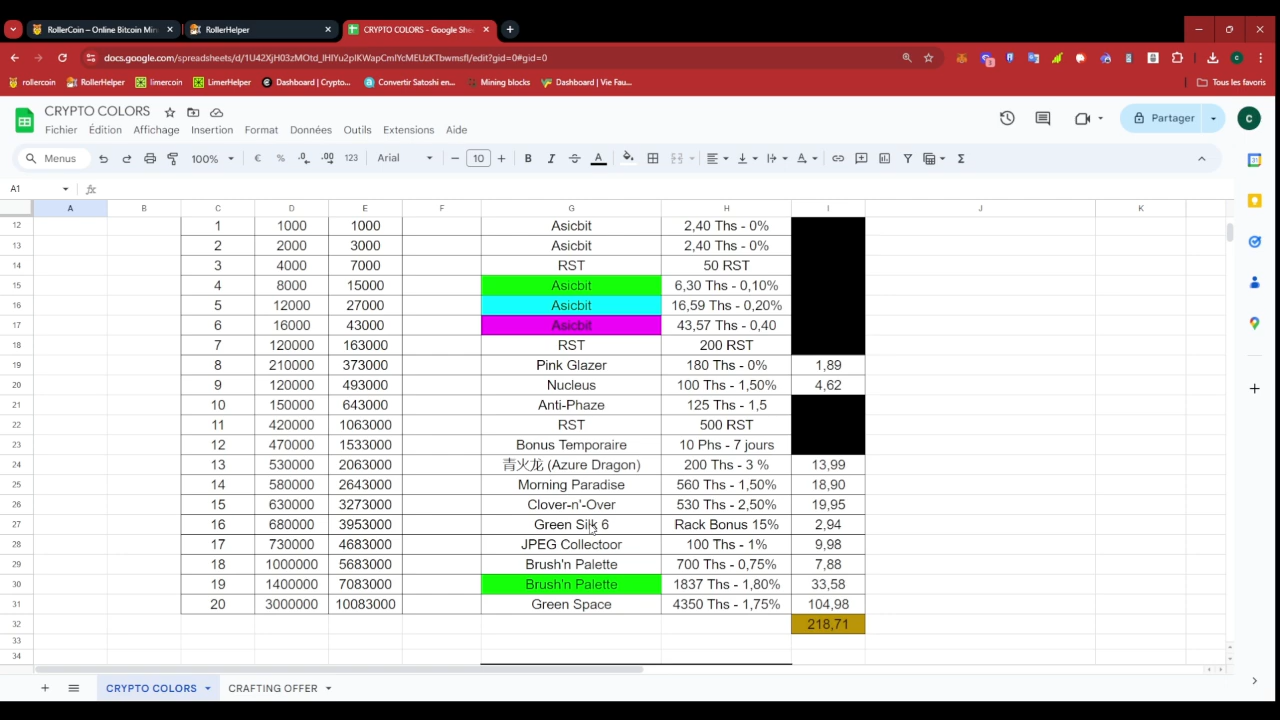 RollerCoin – Online Bitcoin Min
RollerHelper
CRYPTO COLORS - Google She
docs.google.com/spreadsheets/d/1U42XjH03zMOtd_IHlYu2pIKWapCmlYcMEUzKTbwmsfI/edit?gid=0#gid=0
rollercoin
RollerHelper
limercoin
LimerHelper
Dashboard | Crypto...
Convertir Satoshi en...
Mining blocks
Dashboard | Vie Fau...
Tous les favoris
CRYPTO COLORS
Fichier Édition Affichage Insertion Format Données Outils Extensions Aide
Partager
C
Menus
100%
€ % .0 .00 123
Arial
10
B I
A
A1
fx
A B C D E F G H I J K
12 1 1000 1000 Asicbit 2,40 Ths - 0%
13 2 2000 3000 Asicbit 2,40 Ths - 0%
14 3 4000 7000 RST 50 RST
15 4 8000 15000 Asicbit 6,30 Ths - 0,10%
16 5 12000 27000 Asicbit 16,59 Ths - 0,20%
17 6 16000 43000 Asicbit 43,57 Ths - 0,40
18 7 120000 163000 RST 200 RST
19 8 210000 373000 Pink Glazer 180 Ths - 0% 1,89
20 9 120000 493000 Nucleus 100 Ths - 1,50% 4,62
21 10 150000 643000 Anti-Phaze 125 Ths - 1,5
22 11 420000 1063000 RST 500 RST
23 12 470000 1533000 Bonus Temporaire 10 Phs - 7 jours
24 13 530000 2063000 青火龙 (Azure Dragon) 200 Ths - 3 % 13,99
25 14 580000 2643000 Morning Paradise 560 Ths - 1,50% 18,90
26 15 630000 3273000 Clover-n'-Over 530 Ths - 2,50% 19,95
27 16 680000 3953000 Green Silk 6 Rack Bonus 15% 2,94
28 17 730000 4683000 JPEG Collectoor 100 Ths - 1% 9,98
29 18 1000000 5683000 Brush'n Palette 700 Ths - 0,75% 7,88
30 19 1400000 7083000 Brush'n Palette 1837 Ths - 1,80% 33,58
31 20 3000000 10083000 Green Space 4350 Ths - 1,75% 104,98
32 218,71
33
34
CRYPTO COLORS
CRAFTING OFFER